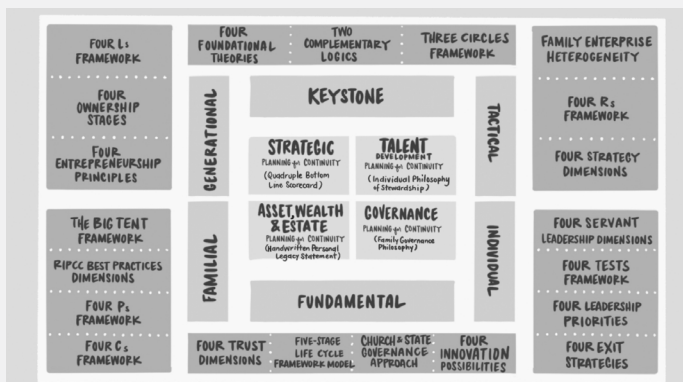 FOUR Ls
FRAMEWORK
FOUR
OWNERSHIP
STAGES
FOUR
ENTREPRENEURSHIP
PRINCIPLES
FOUR
FOUNDATIONAL
THEORIES
TWO
COMPLEMENTARY
LOGICS
THREE CIRCLES
FRAMEWORK
FAMILY ENTERPRISE
HETEROGENEITY
FOUR Rs
FRAMEWORK
FOUR STRATEGY
DIMENSIONS
GENERATIONAL
KEYSTONE
TACTICAL
STRATEGIC
PLANNING for CONTINUITY
(Quadruple Bottom
Line Scorecard)
TALENT
DEVELOPMENT
PLANNING for CONTINUITY
(Individual Philosophy
of Stewardship)
ASSET, WEALTH
& ESTATE
PLANNING for CONTINUITY
(Handwritten Personal
Legacy Statement)
GOVERNANCE
PLANNING for CONTINUITY
(Family Governance
Philosophy)
FAMILIAL
FUNDAMENTAL
INDIVIDUAL
THE BIG TENT
FRAMEWORK
RIPCC BEST PRACTICES
DIMENSIONS
FOUR Ps
FRAMEWORK
FOUR Cs
FRAMEWORK
FOUR TRUST
DIMENSIONS
FIVE-STAGE
LIFE CYCLE
FRAMEWORK MODEL
CHURCH & STATE
GOVERNANCE
APPROACH
FOUR
INNOVATION
POSSIBILITIES
FOUR SERVANT
LEADERSHIP DIMENSIONS
FOUR TESTS
FRAMEWORK
FOUR LEADERSHIP
PRIORITIES
FOUR EXIT
STRATEGIES